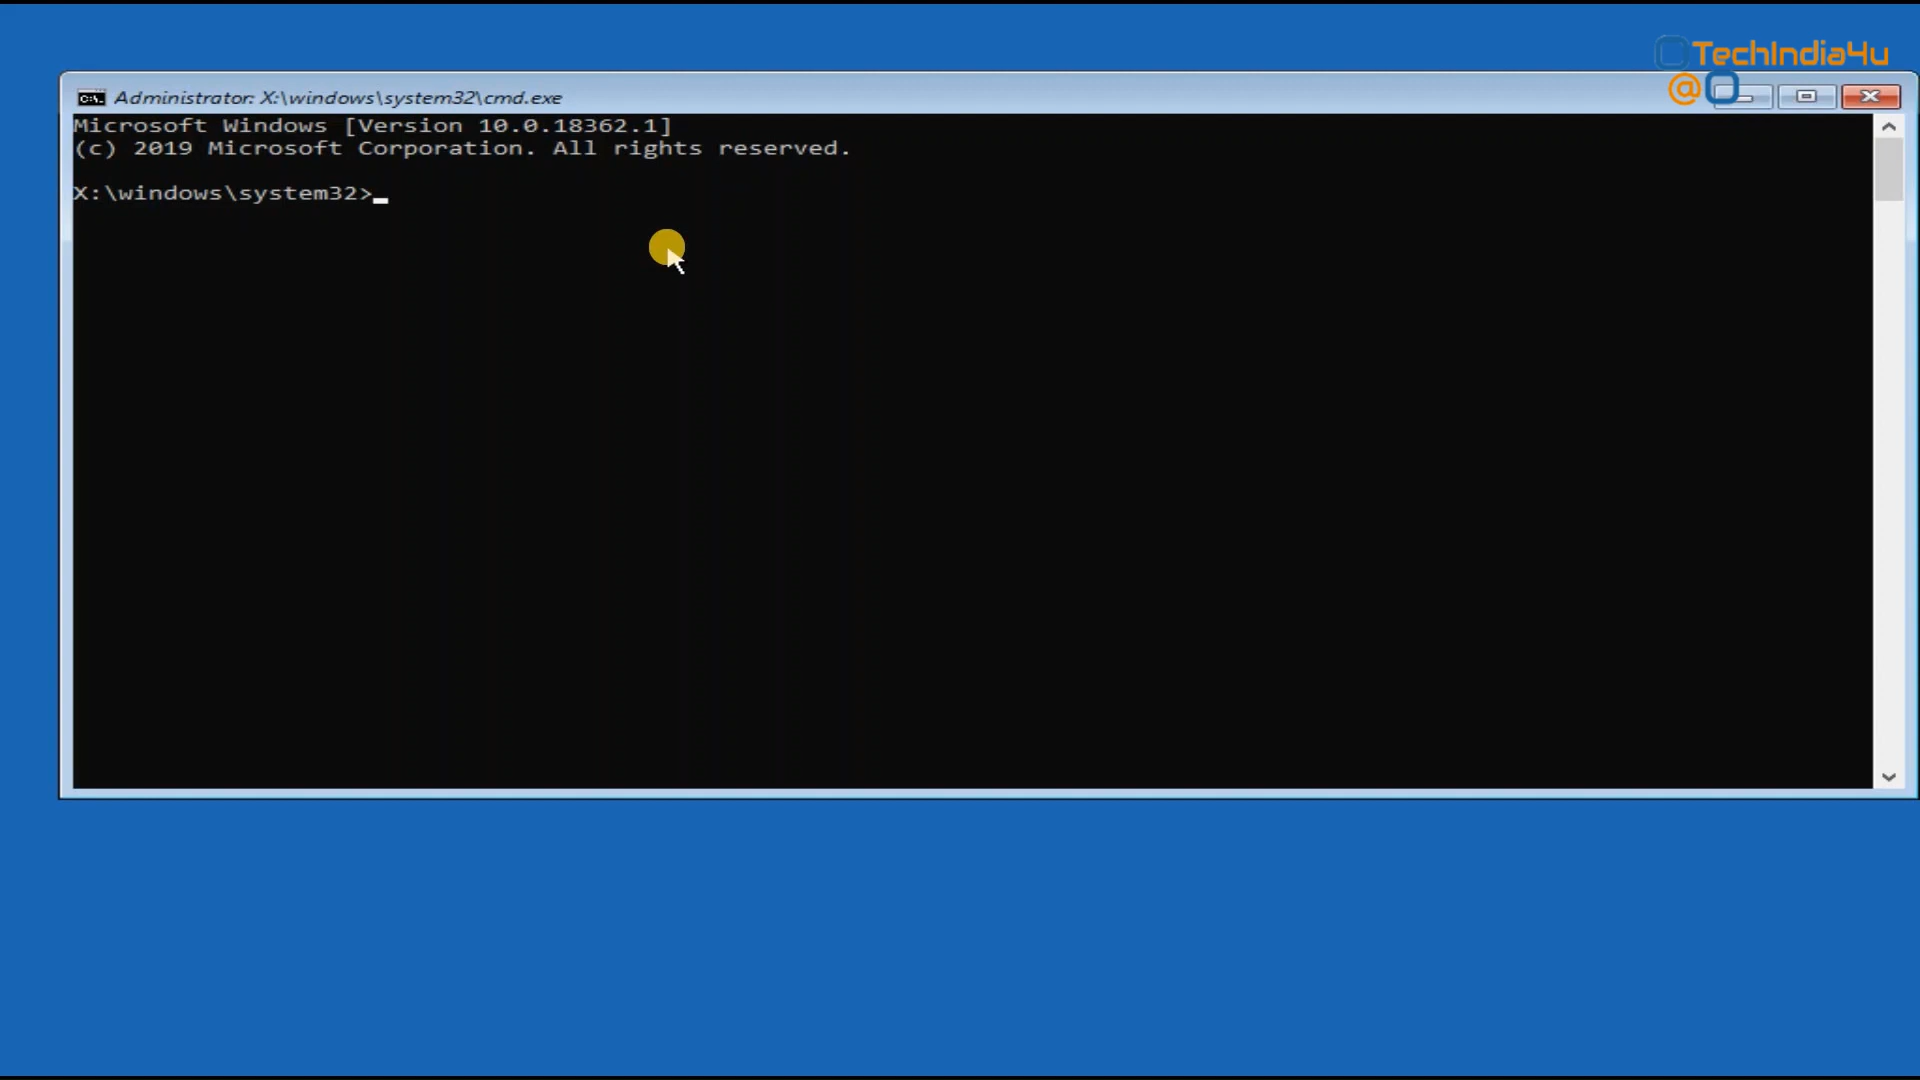 TechIndia4u
@
Administrator: X:\windows\system32\cmd.exe
Microsoft Windows [Version 10.0.18362.1]
(c) 2019 Microsoft Corporation. All rights reserved.
X:\windows\system32>